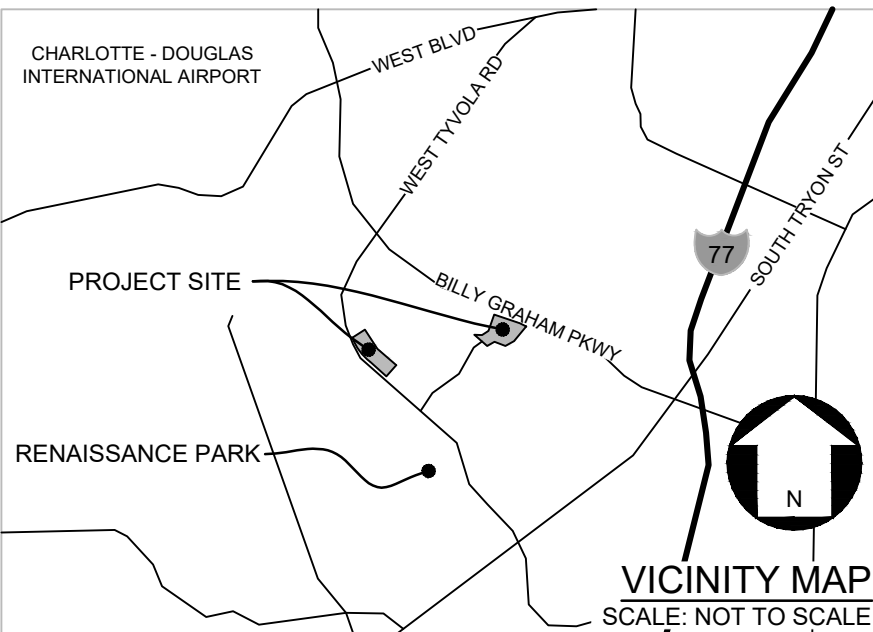 CHARLOTTE - DOUGLAS
INTERNATIONAL AIRPORT
WEST BLVD
WEST TYVOLA RD
SOUTH TRYON ST
77
PROJECT SITE
BILLY GRAHAM PKWY
RENAISSANCE PARK
N
VICINITY MAP
SCALE: NOT TO SCALE